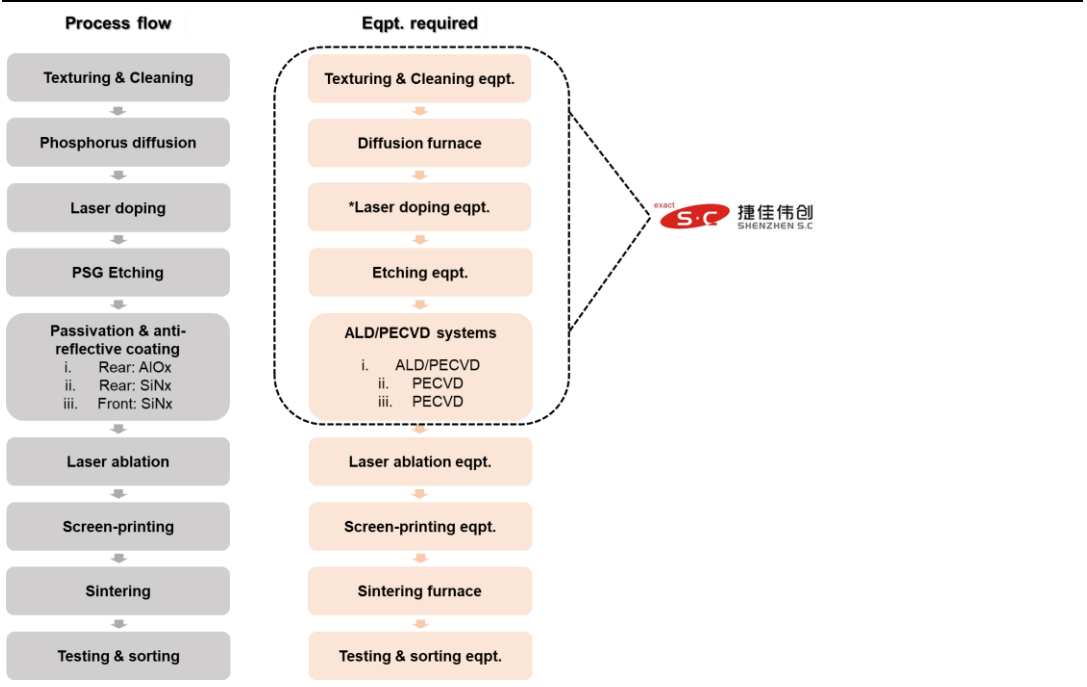 Process flow
Eqpt. required
Texturing & Cleaning
Texturing & Cleaning eqpt.
Phosphorus diffusion
Diffusion furnace
Laser doping
*Laser doping eqpt.
exact
S·C
捷佳伟创
SHENZHEN S.C
PSG Etching
Etching eqpt.
Passivation & anti-
reflective coating
i. Rear: AlOx
ii. Rear: SiNx
iii. Front: SiNx
ALD/PECVD systems
i. ALD/PECVD
ii. PECVD
iii. PECVD
Laser ablation
Laser ablation eqpt.
Screen-printing
Screen-printing eqpt.
Sintering
Sintering furnace
Testing & sorting
Testing & sorting eqpt.